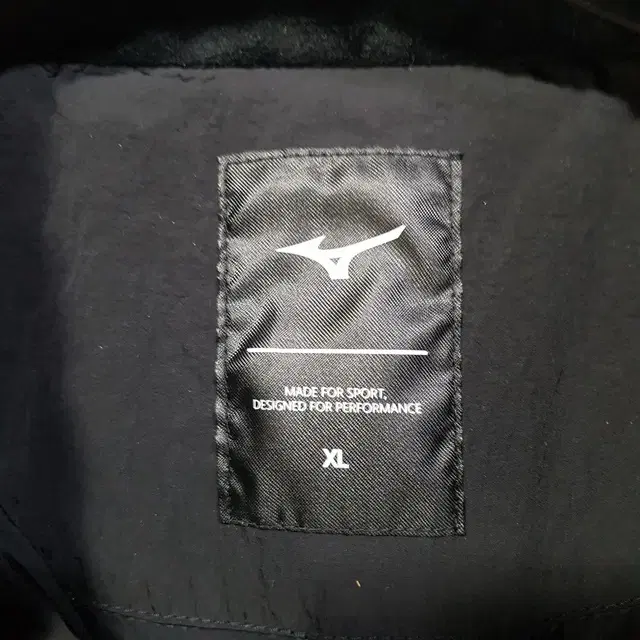 MADE FOR SPORT.
DESIGNED FOR PERFORMANCE
XL